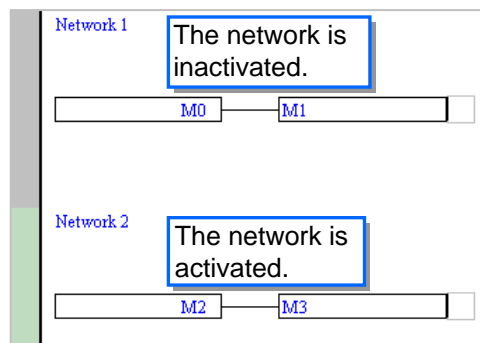 Network 1
The network is
inactivated.
M0 M1
Network 2
The network is
activated.
M2 M3